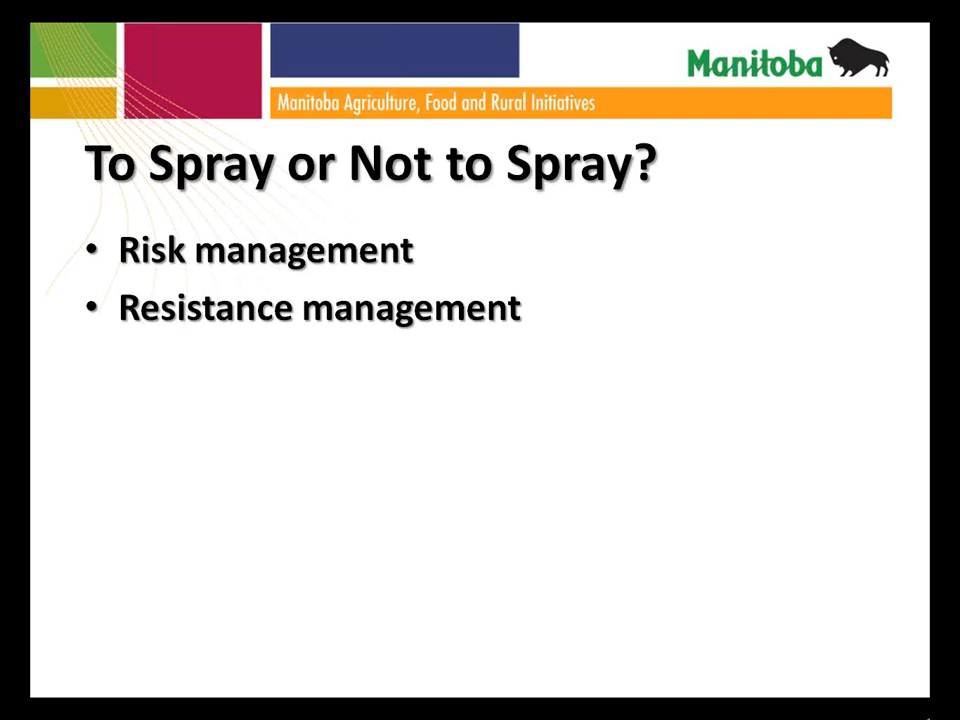 Manitoba
Manitoba Agriculture, Food and Rural Initiatives
To Spray or Not to Spray?
• Risk management
• Resistance management